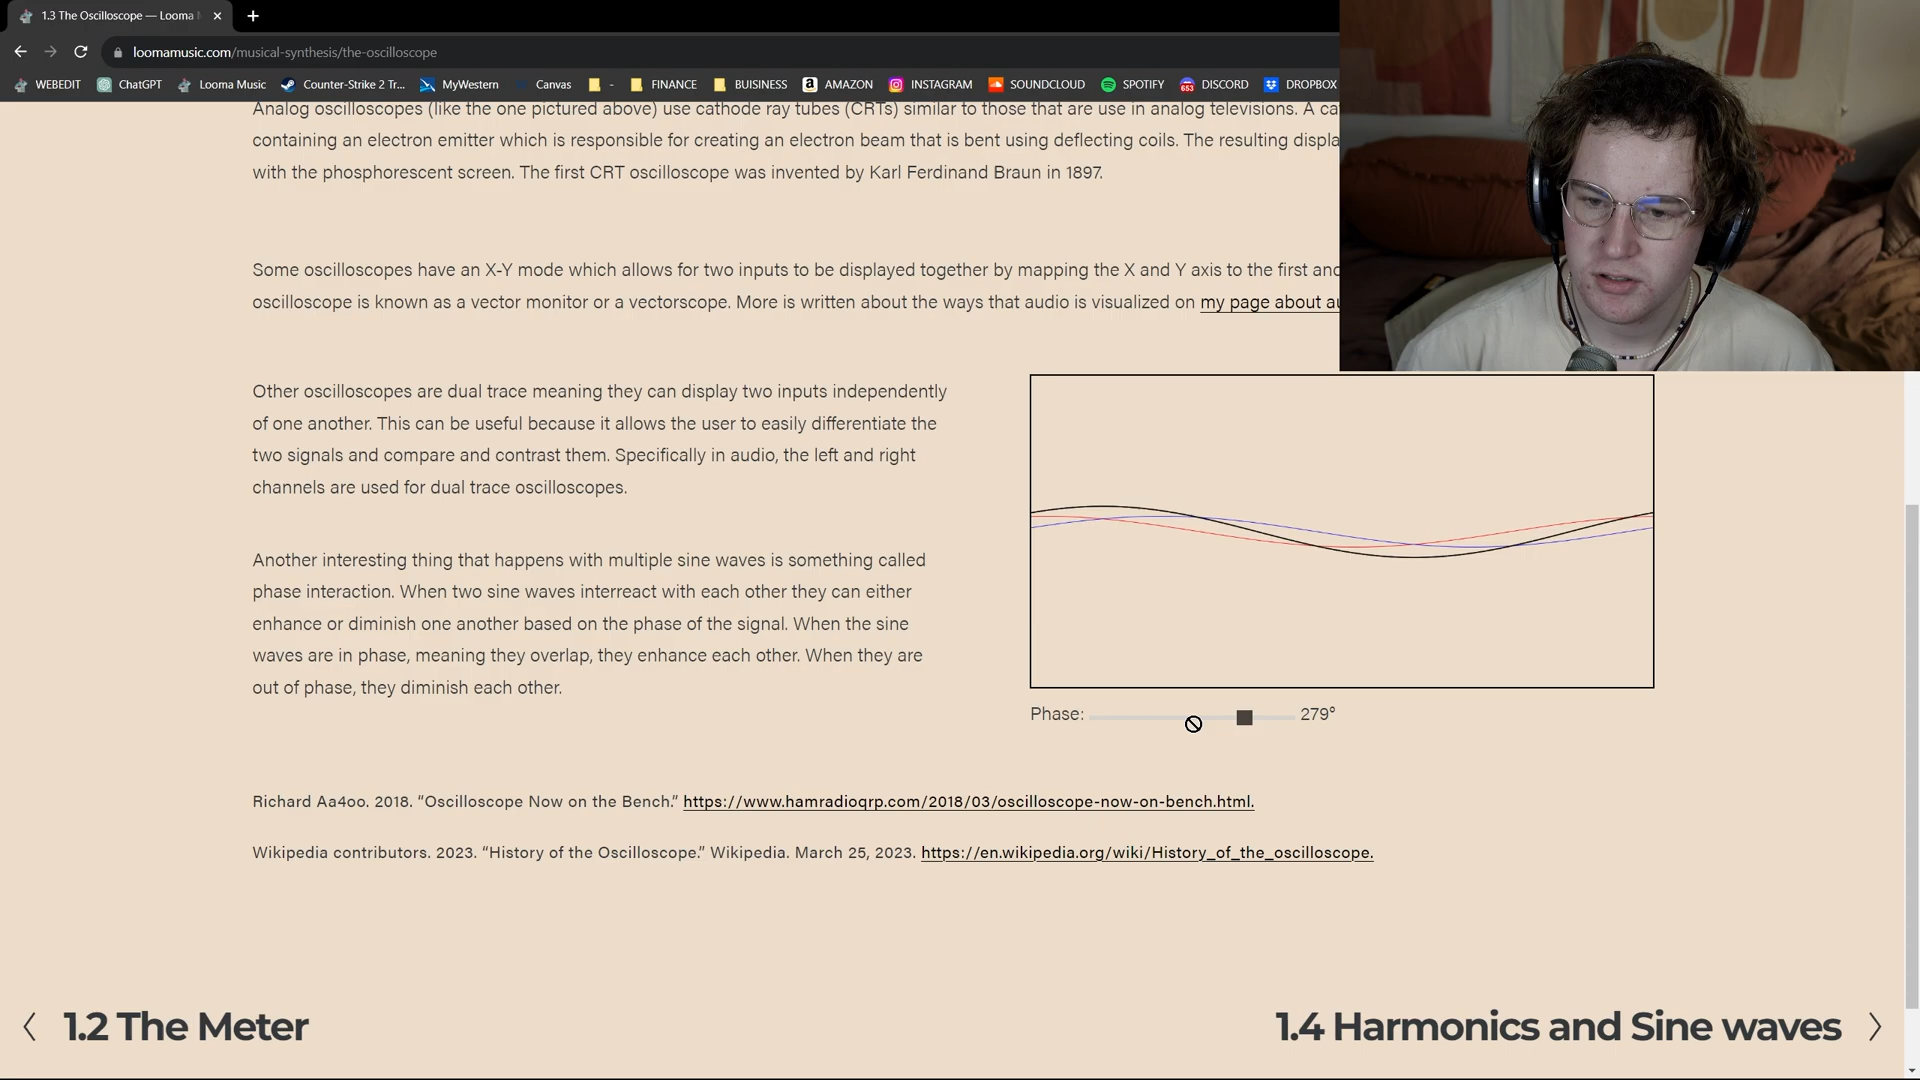 1.3 The Oscilloscope — Looma
loomamusic.com/musical-synthesis/the-oscilloscope
WEBEDIT ChatGPT Looma Music Counter-Strike 2 Tr... MyWestern Canvas - FINANCE BUISINESS AMAZON INSTAGRAM SOUNDCLOUD SPOTIFY DISCORD DROPBOX
Analog oscilloscopes (like the one pictured above) use cathode ray tubes (CRTs) similar to those that are use in analog televisions. A
containing an electron emitter which is responsible for creating an electron beam that is bent using deflecting coils. The resulting
with the phosphorescent screen. The first CRT oscilloscope was invented by Karl Ferdinand Braun in 1897.
Some oscilloscopes have an X-Y mode which allows for two inputs to be displayed together by mapping the X and Y axis to the first
oscilloscope is known as a vector monitor or a vectorscope. More is written about the ways that audio is visualized on my page about
Other oscilloscopes are dual trace meaning they can display two inputs independently
of one another. This can be useful because it allows the user to easily differentiate the
two signals and compare and contrast them. Specifically in audio, the left and right
channels are used for dual trace oscilloscopes.
Another interesting thing that happens with multiple sine waves is something called
phase interaction. When two sine waves interreact with each other they can either
enhance or diminish one another based on the phase of the signal. When the sine
waves are in phase, meaning they overlap, they enhance each other. When they are
out of phase, they diminish each other.
Phase: 279°
Richard Aa4oo. 2018. “Oscilloscope Now on the Bench.” https://www.hamradioqrp.com/2018/03/oscilloscope-now-on-bench.html.
Wikipedia contributors. 2023. “History of the Oscilloscope.” Wikipedia. March 25, 2023. https://en.wikipedia.org/wiki/History_of_the_oscilloscope.
1.2 The Meter
1.4 Harmonics and Sine waves